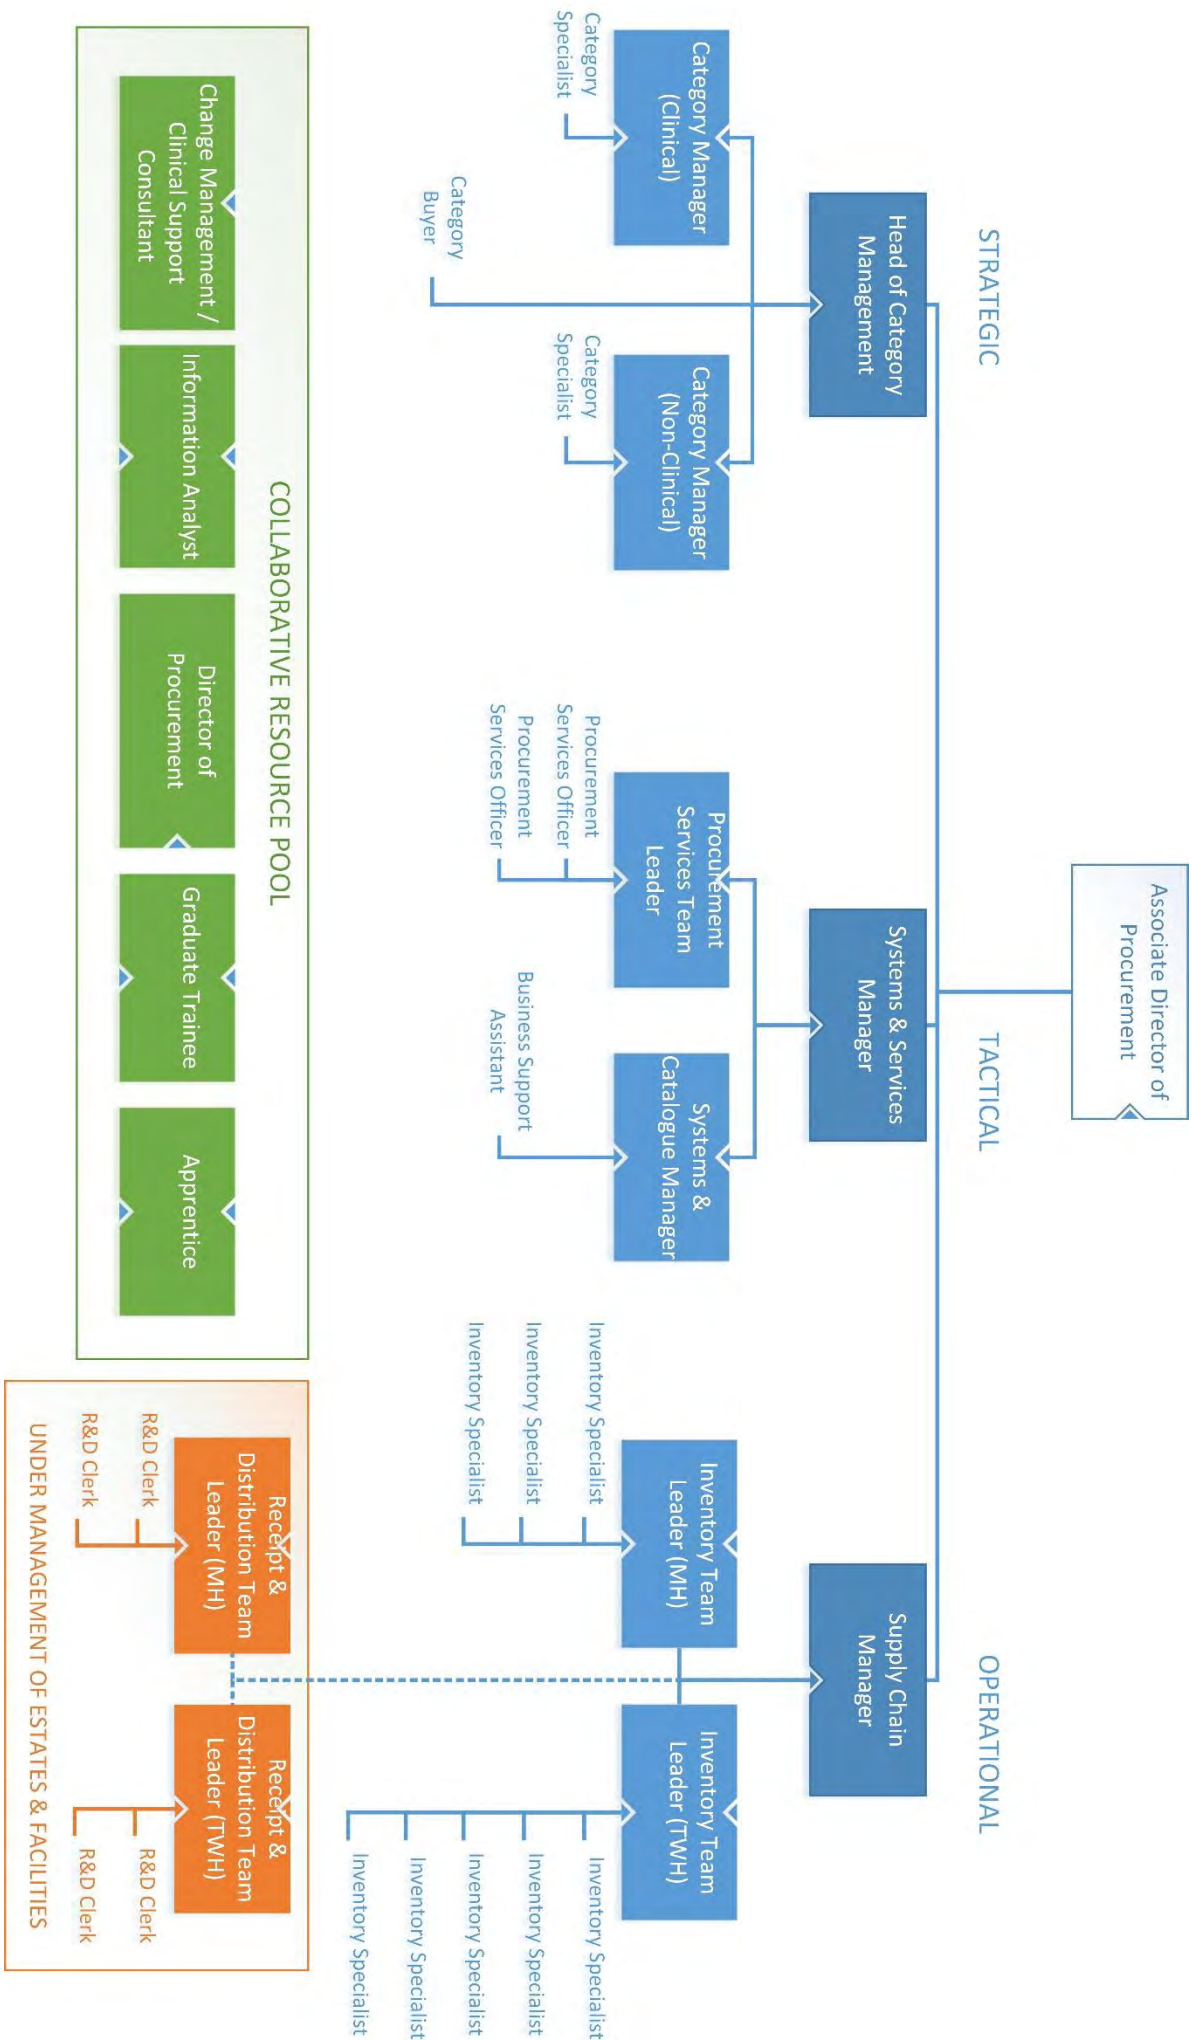 Associate Director of
Procurement
STRATEGIC
TACTICAL
OPERATIONAL
Head of Category
Management
Systems & Services
Manager
Supply Chain
Manager
Category Manager
(Clinical)
Category Manager
(Non-Clinical)
Procurement
Services Team
Leader
Systems &
Catalogue Manager
Inventory Team
Leader (MH)
Inventory Team
Leader (TWH)
Category
Specialist
Category
Buyer
Category
Specialist
Procurement
Services Officer
Procurement
Services Officer
Business Support
Assistant
Inventory Specialist
Inventory Specialist
Inventory Specialist
Inventory Specialist
Inventory Specialist
Inventory Specialist
Inventory Specialist
Inventory Specialist
COLLABORATIVE RESOURCE POOL
Change Management /
Clinical Support
Consultant
Information Analyst
Director of
Procurement
Graduate Trainee
Apprentice
Receipt &
Distribution Team
Leader (MH)
Receipt &
Distribution Team
Leader (TWH)
R&D Clerk
R&D Clerk
R&D Clerk
R&D Clerk
UNDER MANAGEMENT OF ESTATES & FACILITIES